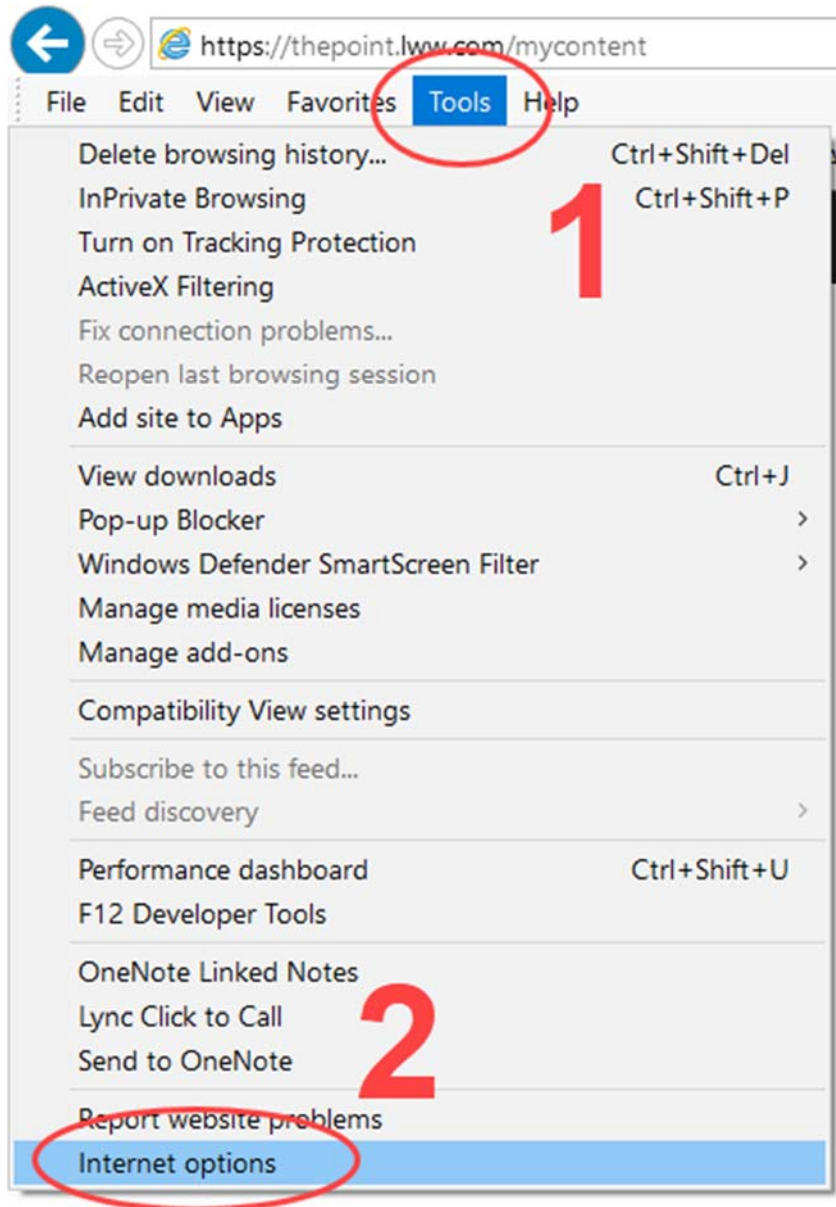 https://thepoint.lww.com/mycontent
File Edit View Favorites Tools Help
Delete browsing history... Ctrl+Shift+Del
InPrivate Browsing Ctrl+Shift+P
1
Turn on Tracking Protection
ActiveX Filtering
Fix connection problems...
Reopen last browsing session
Add site to Apps
View downloads Ctrl+J
Pop-up Blocker
Windows Defender SmartScreen Filter
Manage media licenses
Manage add-ons
Compatibility View settings
Subscribe to this feed...
Feed discovery
Performance dashboard Ctrl+Shift+U
F12 Developer Tools
OneNote Linked Notes
Lync Click to Call
2
Send to OneNote
Report website problems
Internet options